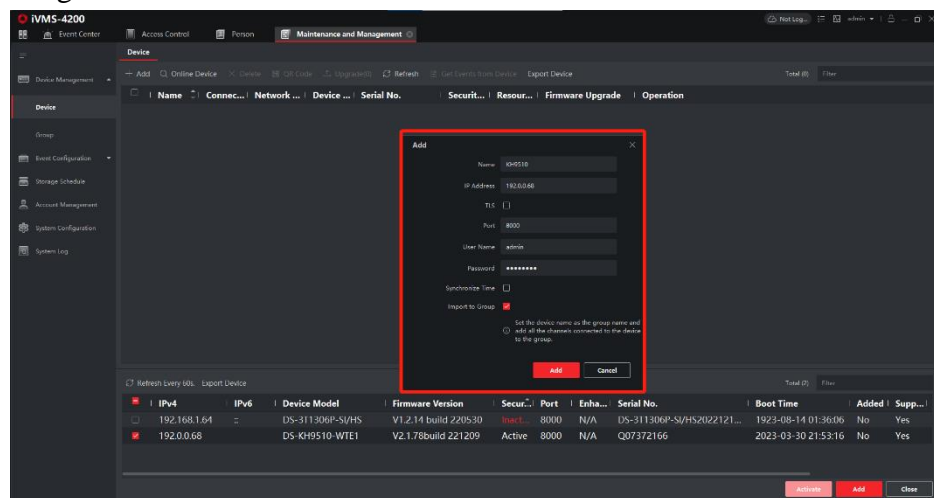 iVMS-4200
Not Log... admin
Event Center Access Control Person Maintenance and Management
Device
Device Management
+ Add Online Device Delete QR Code Upgrade(0) Refresh Get Events from Device Export Device Total (0) Filter
Name Connec... Network ... Device ... Serial No. Securit... Resour... Firmware Upgrade Operation
Device
Group
Event Configuration
Storage Schedule
Account Management
System Configuration
System Log
Add
Name KH9510
IP Address 192.0.0.68
TLS
Port 8000
User Name admin
Password ••••••••
Synchronize Time
Import to Group
Set the device name as the group name and
add all the channels connected to the device
to the group.
Add Cancel
Refresh Every 60s. Export Device Total (2) Filter
IPv4 IPv6 Device Model Firmware Version Secur... Port Enha... Serial No. Boot Time Added Supp...
192.168.1.64 :: DS-311306P-SI/HS V1.2.14 build 220530 Inact... 8000 N/A DS-311306P-SI/HS2022121... 1923-08-14 01:36:06 No Yes
192.0.0.68 DS-KH9510-WTE1 V2.1.78build 221209 Active 8000 N/A Q07372166 2023-03-30 21:53:16 No Yes
Activate Add Close